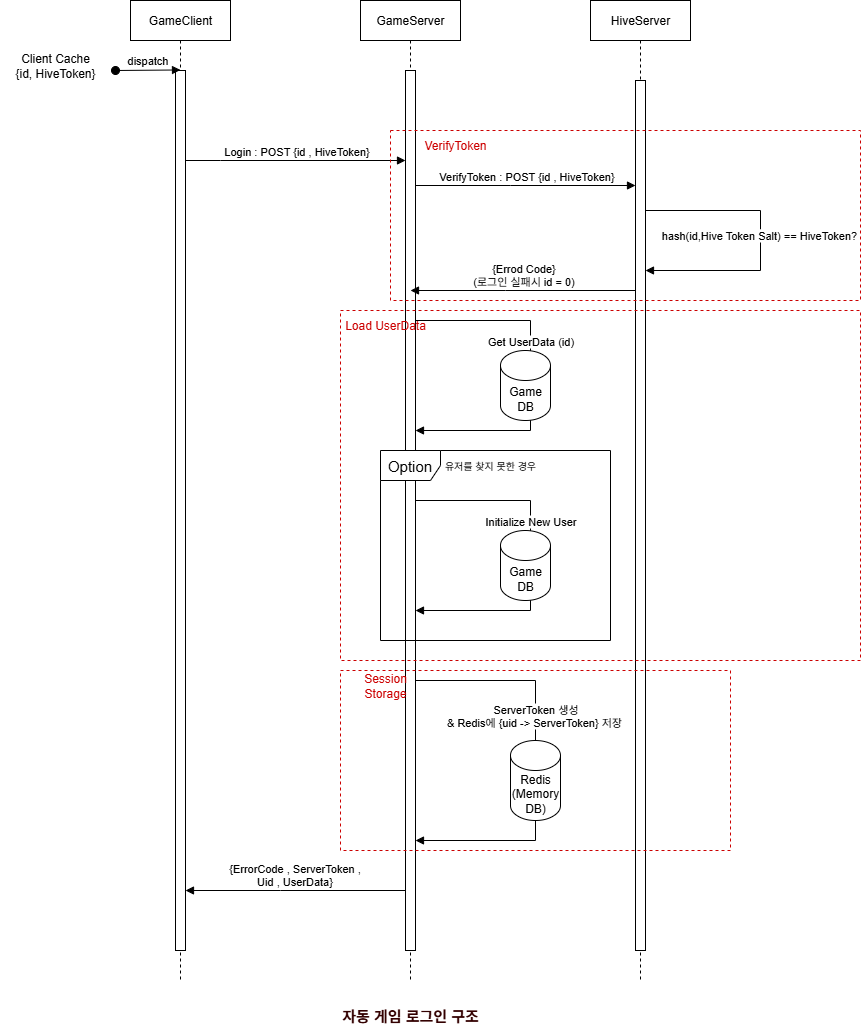 GameClient
GameServer
HiveServer
Client Cache
{id, HiveToken}
dispatch
VerifyToken
Login : POST {id , HiveToken}
VerifyToken : POST {id , HiveToken}
hash(id,Hive Token Salt) == HiveToken?
{Errod Code}
(로그인 실패시 id = 0)
Load UserData
Get UserData (id)
Game
DB
Option
유저를 찾지 못한 경우
Initialize New User
Game
DB
Session
Storage
ServerToken 생성
& Redis에 {uid -> ServerToken} 저장
Redis
(Memory
DB)
{ErrorCode , ServerToken ,
Uid , UserData}
자동 게임 로그인 구조